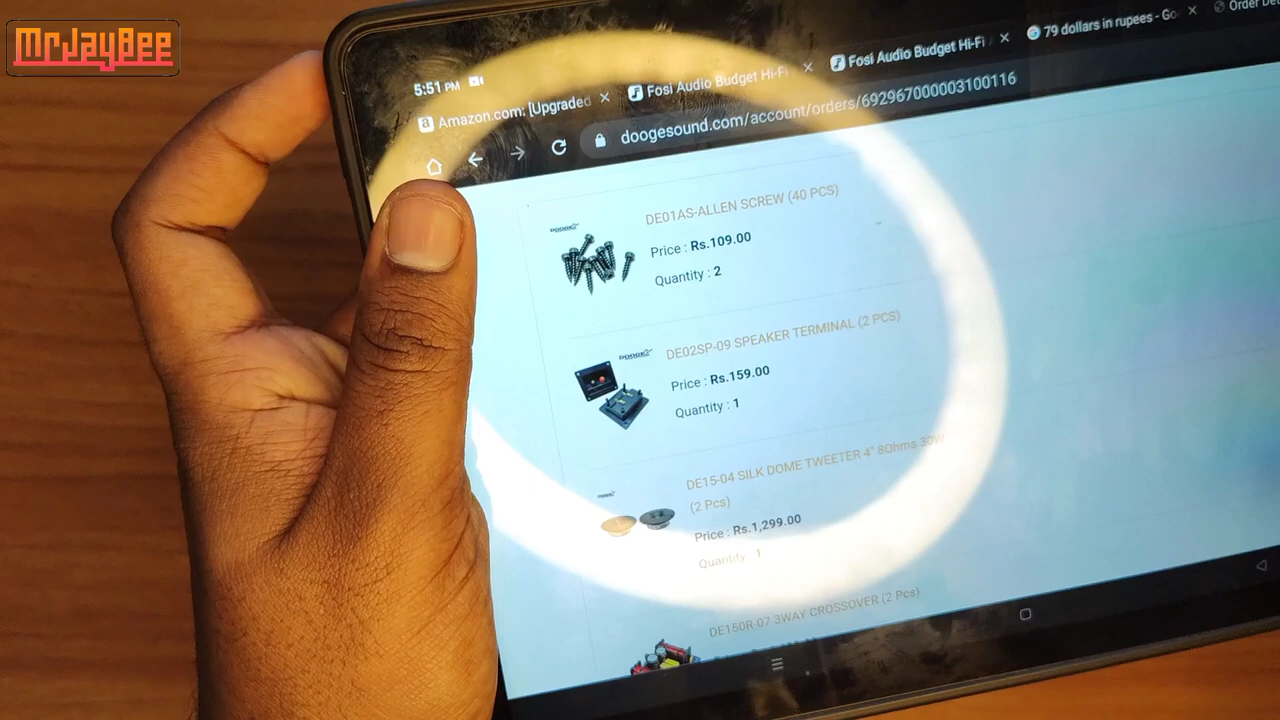 MrJayBee
5:51 PM
Amazon.com: [Upgraded
Fosi Audio Budget Hi-Fi
Fosi Audio Budget Hi-Fi
79 dollars in rupees - Go
Order De
doogesound.com/account/orders/692967000003100116
DE01AS-ALLEN SCREW (40 PCS)
Price : Rs.109.00
Quantity : 2
DE02SP-09 SPEAKER TERMINAL (2 PCS)
Price : Rs.159.00
Quantity : 1
DE15-04 SILK DOME TWEETER 4" 8Ohms 30W
(2 Pcs)
Price : Rs.1,299.00
Quantity : 1
DE150R-07 3WAY CROSSOVER (2 Pcs)